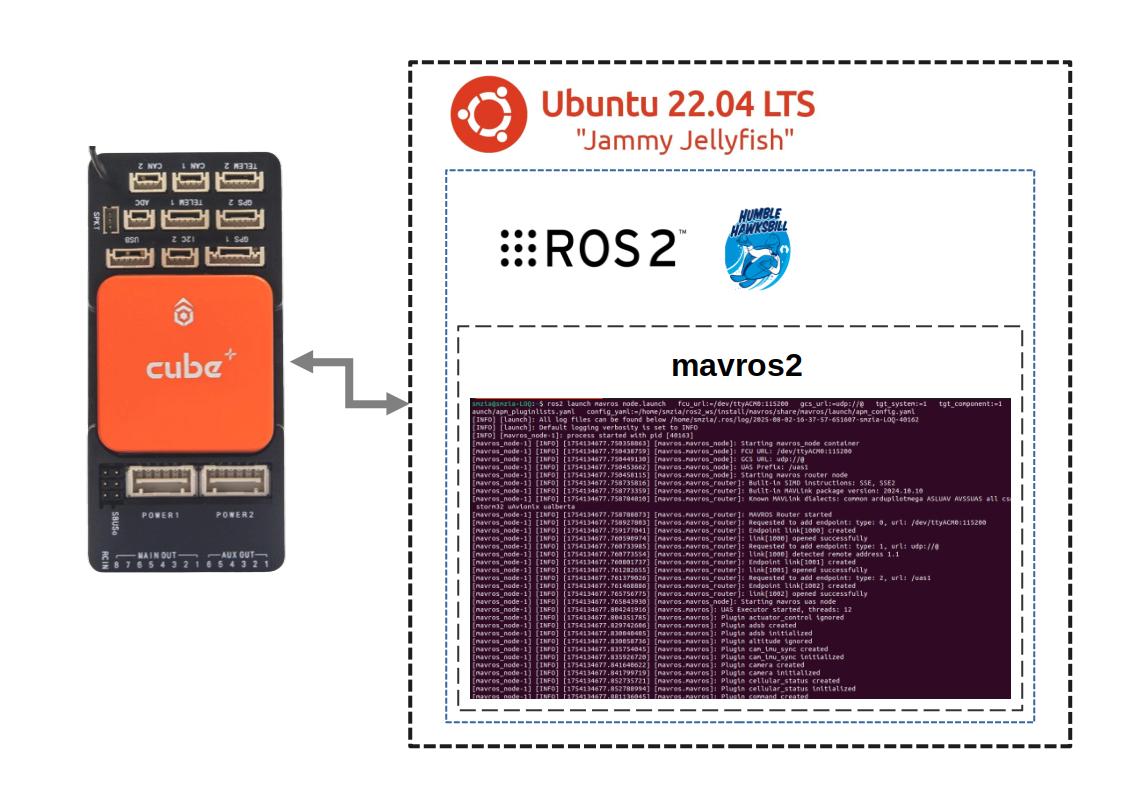 CAN 2
CAN 1
TELEM 2
ADC
TELEM 1
GPS 2
SPKT
USB
I2C 2
GPS 1
cube+
SBUSo
POWER1
POWER2
RC IN
MAIN OUT
AUX OUT
8 7 6 5 4 3 2 1 6 5 4 3 2 1
Ubuntu 22.04 LTS
"Jammy Jellyfish"
ROS 2™
HUMBLE
HAWKSBILL
mavros2
smzia@smzia-LOQ:~$ ros2 launch mavros node.launch fcu_url:=/dev/ttyACM0:115200 gcs_url:=udp://@ tgt_system:=1 tgt_component:=1
aunch/apm_pluginlists.yaml config_yaml:=/home/smzia/ros2_ws/install/mavros/share/mavros/launch/apm_config.yaml
[INFO] [launch]: All log files can be found below /home/smzia/.ros/log/2025-08-02-16-37-57-651607-smzia-LOQ-40162
[INFO] [launch]: Default logging verbosity is set to INFO
[INFO] [mavros_node-1]: process started with pid [40163]
[mavros_node-1] [INFO] [1754134677.750358863] [mavros.mavros_node]: Starting mavros_node container
[mavros_node-1] [INFO] [1754134677.750438759] [mavros.mavros_node]: FCU URL: /dev/ttyACM0:115200
[mavros_node-1] [INFO] [1754134677.750449130] [mavros.mavros_node]: GCS URL: udp://@
[mavros_node-1] [INFO] [1754134677.750453662] [mavros.mavros_node]: UAS Prefix: /uas1
[mavros_node-1] [INFO] [1754134677.750458115] [mavros.mavros_node]: Starting mavros router node
[mavros_node-1] [INFO] [1754134677.758735816] [mavros.mavros_router]: Built-in SIMD instructions: SSE, SSE2
[mavros_node-1] [INFO] [1754134677.758773359] [mavros.mavros_router]: Built-in MAVLink package version: 2024.10.10
[mavros_node-1] [INFO] [1754134677.758784810] [mavros.mavros_router]: Known MAVLink dialects: common ardupilotmega ASLUAV AVSSUAS all cs
storm32 uAvionix ualberta
[mavros_node-1] [INFO] [1754134677.758788073] [mavros.mavros_router]: MAVROS Router started
[mavros_node-1] [INFO] [1754134677.758927803] [mavros.mavros_router]: Requested to add endpoint: type: 0, url: /dev/ttyACM0:115200
[mavros_node-1] [INFO] [1754134677.759177041] [mavros.mavros_router]: Endpoint link[1000] created
[mavros_node-1] [INFO] [1754134677.760590974] [mavros.mavros_router]: link[1000] opened successfully
[mavros_node-1] [INFO] [1754134677.760733985] [mavros.mavros_router]: Requested to add endpoint: type: 1, url: udp://@
[mavros_node-1] [INFO] [1754134677.760773554] [mavros.mavros_router]: link[1000] detected remote address 1.1
[mavros_node-1] [INFO] [1754134677.760801737] [mavros.mavros_router]: Endpoint link[1001] created
[mavros_node-1] [INFO] [1754134677.761282655] [mavros.mavros_router]: link[1001] opened successfully
[mavros_node-1] [INFO] [1754134677.761379026] [mavros.mavros_router]: Requested to add endpoint: type: 2, url: /uas1
[mavros_node-1] [INFO] [1754134677.761468886] [mavros.mavros_router]: Endpoint link[1002] created
[mavros_node-1] [INFO] [1754134677.765756775] [mavros.mavros_router]: link[1002] opened successfully
[mavros_node-1] [INFO] [1754134677.765843930] [mavros.mavros_node]: Starting mavros uas node
[mavros_node-1] [INFO] [1754134677.804241916] [mavros.mavros]: UAS Executor started, threads: 12
[mavros_node-1] [INFO] [1754134677.804351785] [mavros.mavros]: Plugin actuator_control ignored
[mavros_node-1] [INFO] [1754134677.829742606] [mavros.mavros]: Plugin adsb created
[mavros_node-1] [INFO] [1754134677.830040405] [mavros.mavros]: Plugin adsb initialized
[mavros_node-1] [INFO] [1754134677.830058736] [mavros.mavros]: Plugin altitude ignored
[mavros_node-1] [INFO] [1754134677.835754045] [mavros.mavros]: Plugin cam_imu_sync created
[mavros_node-1] [INFO] [1754134677.835926720] [mavros.mavros]: Plugin cam_imu_sync initialized
[mavros_node-1] [INFO] [1754134677.841640622] [mavros.mavros]: Plugin camera created
[mavros_node-1] [INFO] [1754134677.841799719] [mavros.mavros]: Plugin camera initialized
[mavros_node-1] [INFO] [1754134677.852735721] [mavros.mavros]: Plugin cellular_status created
[mavros_node-1] [INFO] [1754134677.852788994] [mavros.mavros]: Plugin cellular_status initialized
[mavros_node-1] [INFO] [1754134677.881136045] [mavros.mavros]: Plugin command created